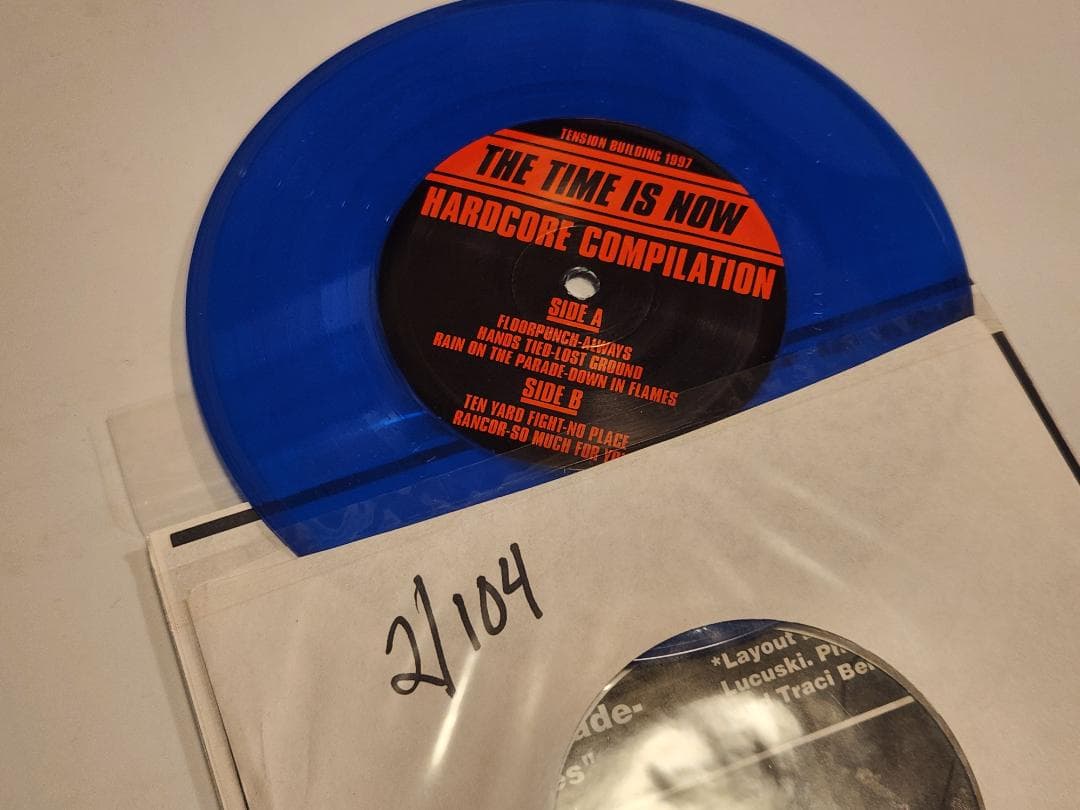 TENSION BUILDING 1997
THE TIME IS NOW
HARDCORE COMPILATION
SIDE A
FLOORPUNCH-ALWAYS
HANDS TIED-LOST GROUND
RAIN ON THE PARADE-DOWN IN FLAMES
SIDE B
TEN YARD FIGHT-NO PLACE
RANCOR-SO MUCH FOR
2/104
*Layout
Lucuski.
Traci
ade-
es"